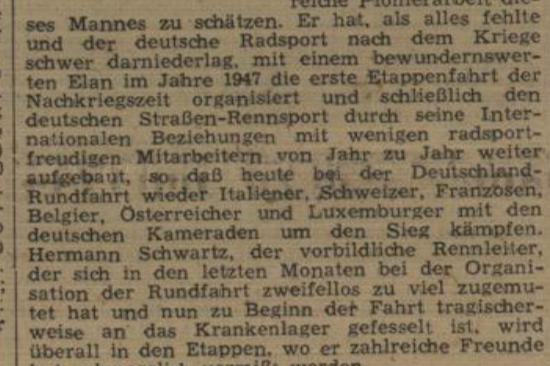 reiche Pionierarbeit die-
ses Mannes zu schätzen. Er hat, als alles fehlte
und der deutsche Radsport nach dem Kriege
schwer darniederlag, mit einem bewundernswer-
ten Elan im Jahre 1947 die erste Etappenfahrt der
Nachkriegszeit organisiert und schließlich den
deutschen Straßen-Rennsport durch seine Inter-
nationalen Beziehungen mit wenigen radsport-
freudigen Mitarbeitern von Jahr zu Jahr weiter
aufgebaut, so daß heute bei der Deutschland-
Rundfahrt wieder Italiener, Schweizer, Franzosen,
Belgier, Österreicher und Luxemburger mit den
deutschen Kameraden um den Sieg kämpfen.
Hermann Schwartz, der vorbildliche Rennleiter,
der sich in den letzten Monaten bei der Organi-
sation der Rundfahrt zweifellos zu viel zugemu-
tet hat und nun zu Beginn der Fahrt tragischer-
weise an das Krankenlager gefesselt ist, wird
überall in den Etappen, wo er zahlreiche Freunde